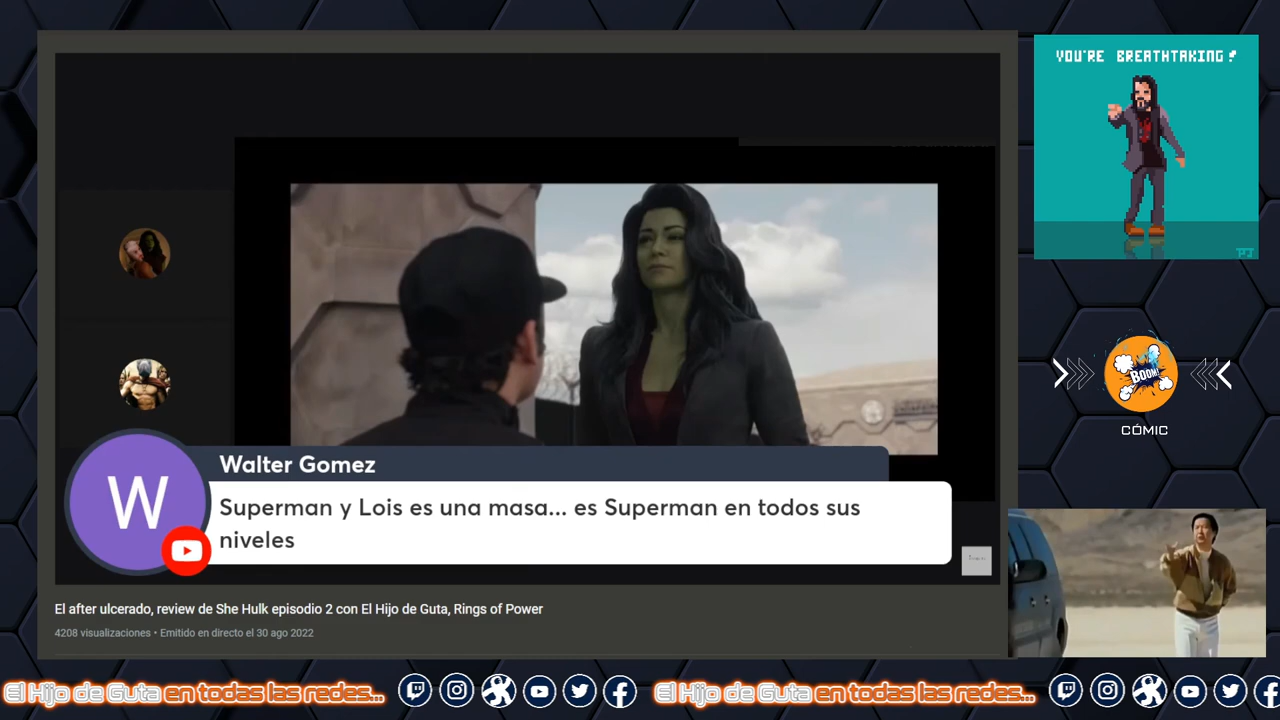 YOU'RE BREATHTAKING!
PJ
BOOM!
CÓMIC
W
Walter Gomez
Superman y Lois es una masa... es Superman en todos sus
niveles
El after ulcerado, review de She Hulk episodio 2 con El Hijo de Guta, Rings of Power
4208 visualizaciones • Emitido en directo el 30 ago 2022
El Hijo de Guta en todas las redes... El Hijo de Guta en todas las redes...